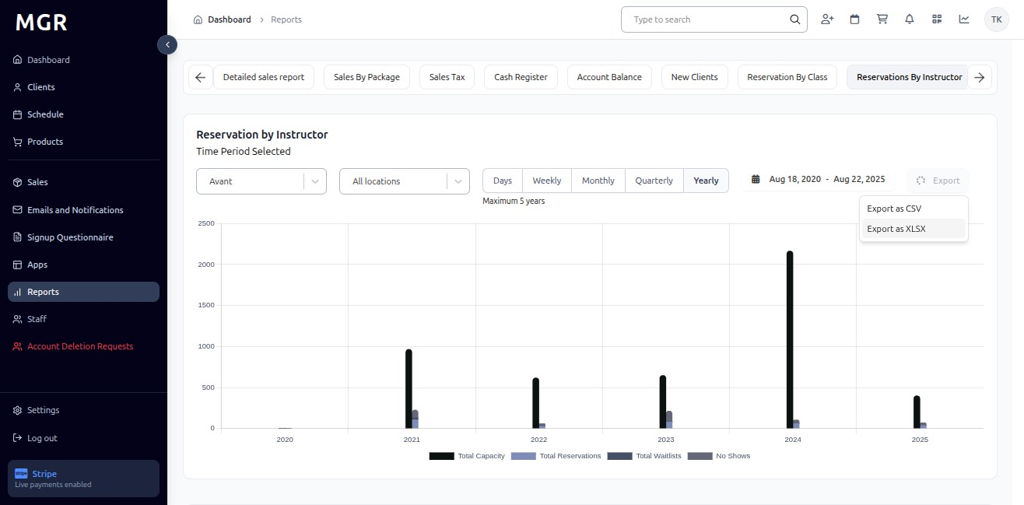 MGR
Dashboard
Clients
Schedule
Products
Sales
Emails and Notifications
Signup Questionnaire
Apps
Reports
Staff
Account Deletion Requests
Settings
Log out
stripe Stripe
Live payments enabled
Dashboard > Reports
Type to search
TK
Detailed sales report Sales By Package Sales Tax Cash Register Account Balance New Clients Reservation By Class Reservations By Instructor
Reservation by Instructor
Time Period Selected
Avant All locations Days Weekly Monthly Quarterly Yearly Aug 18, 2020 - Aug 22, 2025 Export
Maximum 5 years
Export as CSV
Export as XLSX
2500
2000
1500
1000
500
0
2020 2021 2022 2023 2024 2025
Total Capacity Total Reservations Total Waitlists No Shows